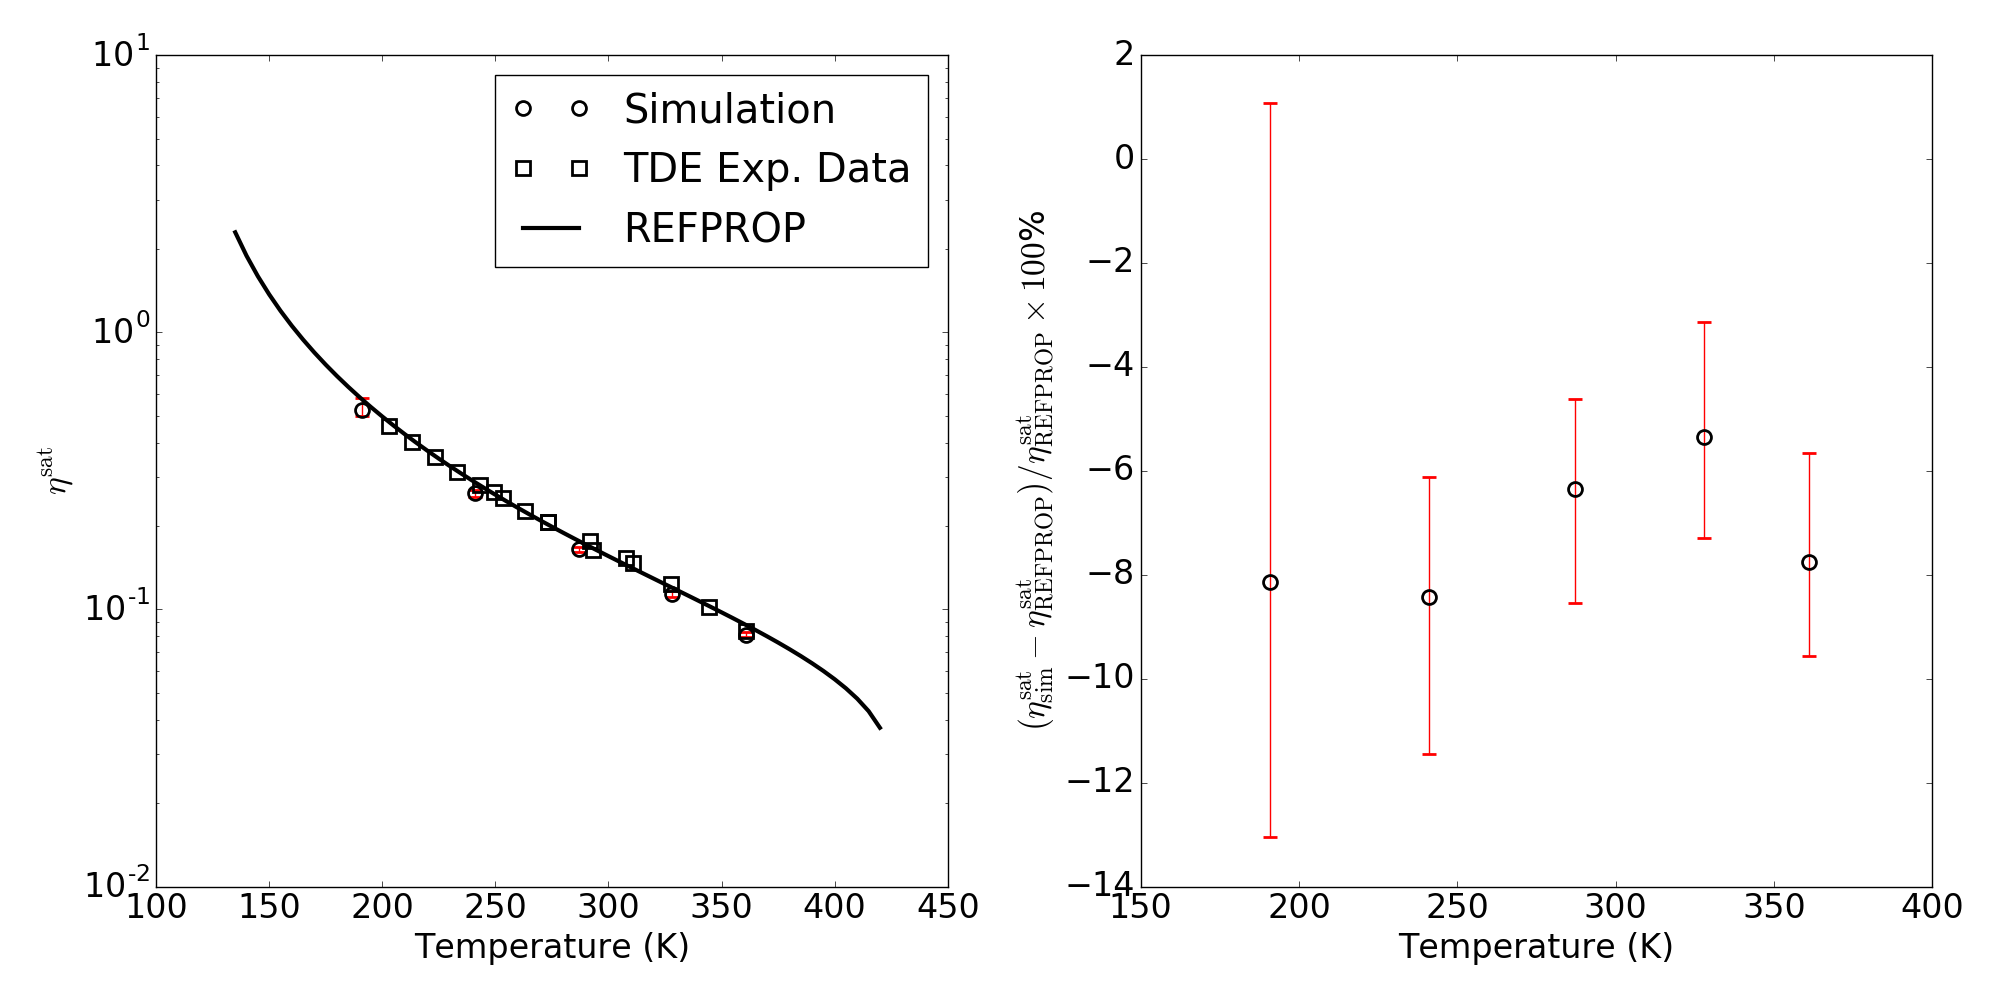 10^1
10^0
10^-1
10^-2
η^sat
Simulation
TDE Exp. Data
REFPROP
100 150 200 250 300 350 400 450
Temperature (K)
2
0
−2
−4
−6
−8
−10
−12
−14
(η^sat_sim − η^sat_REFPROP)/η^sat_REFPROP × 100%
150 200 250 300 350 400
Temperature (K)